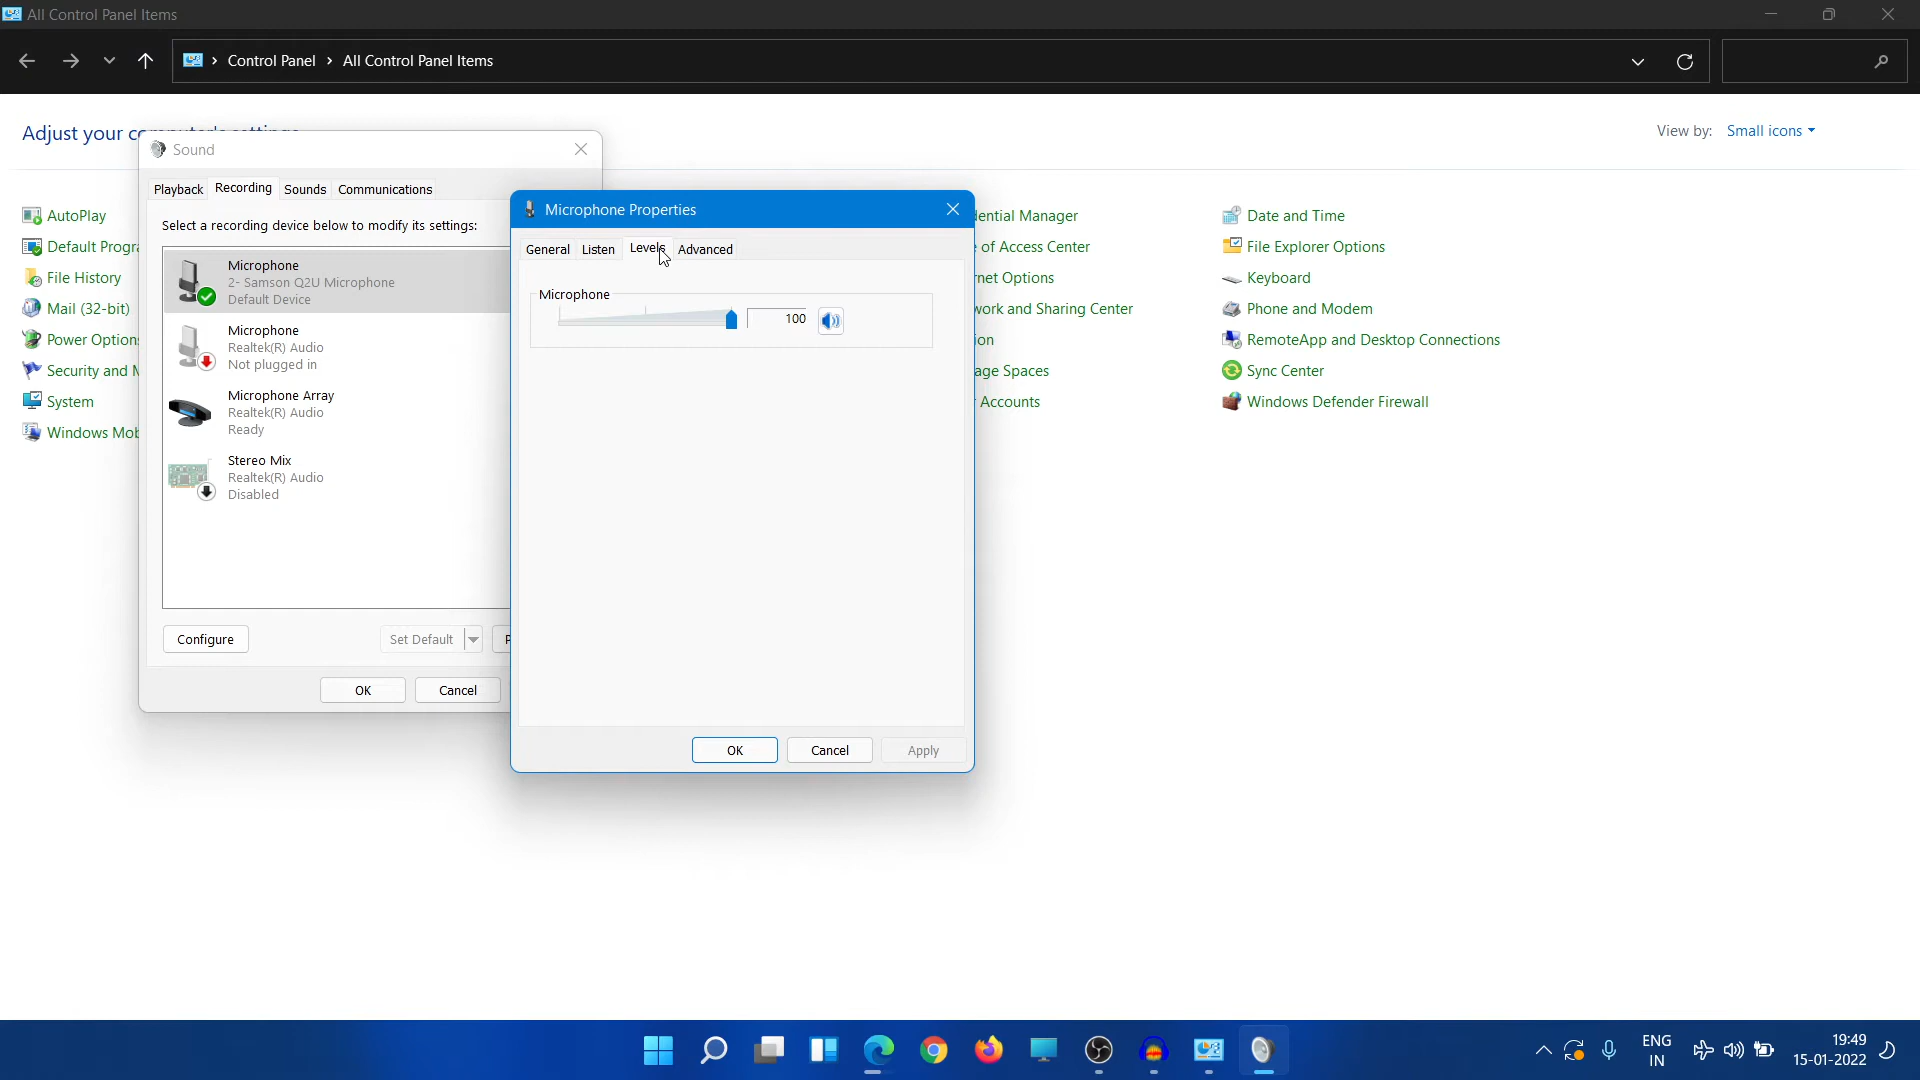 All Control Panel Items
Control Panel > All Control Panel Items
Adjust your computer's settings
View by: Small icons
AutoPlay
Default Progra
File History
Mail (32-bit)
Power Options
Security and M
System
Windows Mob
Sound
Playback Recording Sounds Communications
Select a recording device below to modify its settings:
Microphone
2- Samson Q2U Microphone
Default Device
Microphone
Realtek(R) Audio
Not plugged in
Microphone Array
Realtek(R) Audio
Ready
Stereo Mix
Realtek(R) Audio
Disabled
Configure Set Default P
OK Cancel
Microphone Properties
General Listen Levels Advanced
Microphone
100
OK Cancel Apply
dential Manager
e of Access Center
rnet Options
work and Sharing Center
ion
age Spaces
r Accounts
Date and Time
File Explorer Options
Keyboard
Phone and Modem
RemoteApp and Desktop Connections
Sync Center
Windows Defender Firewall
ENG
IN
19:49
15-01-2022